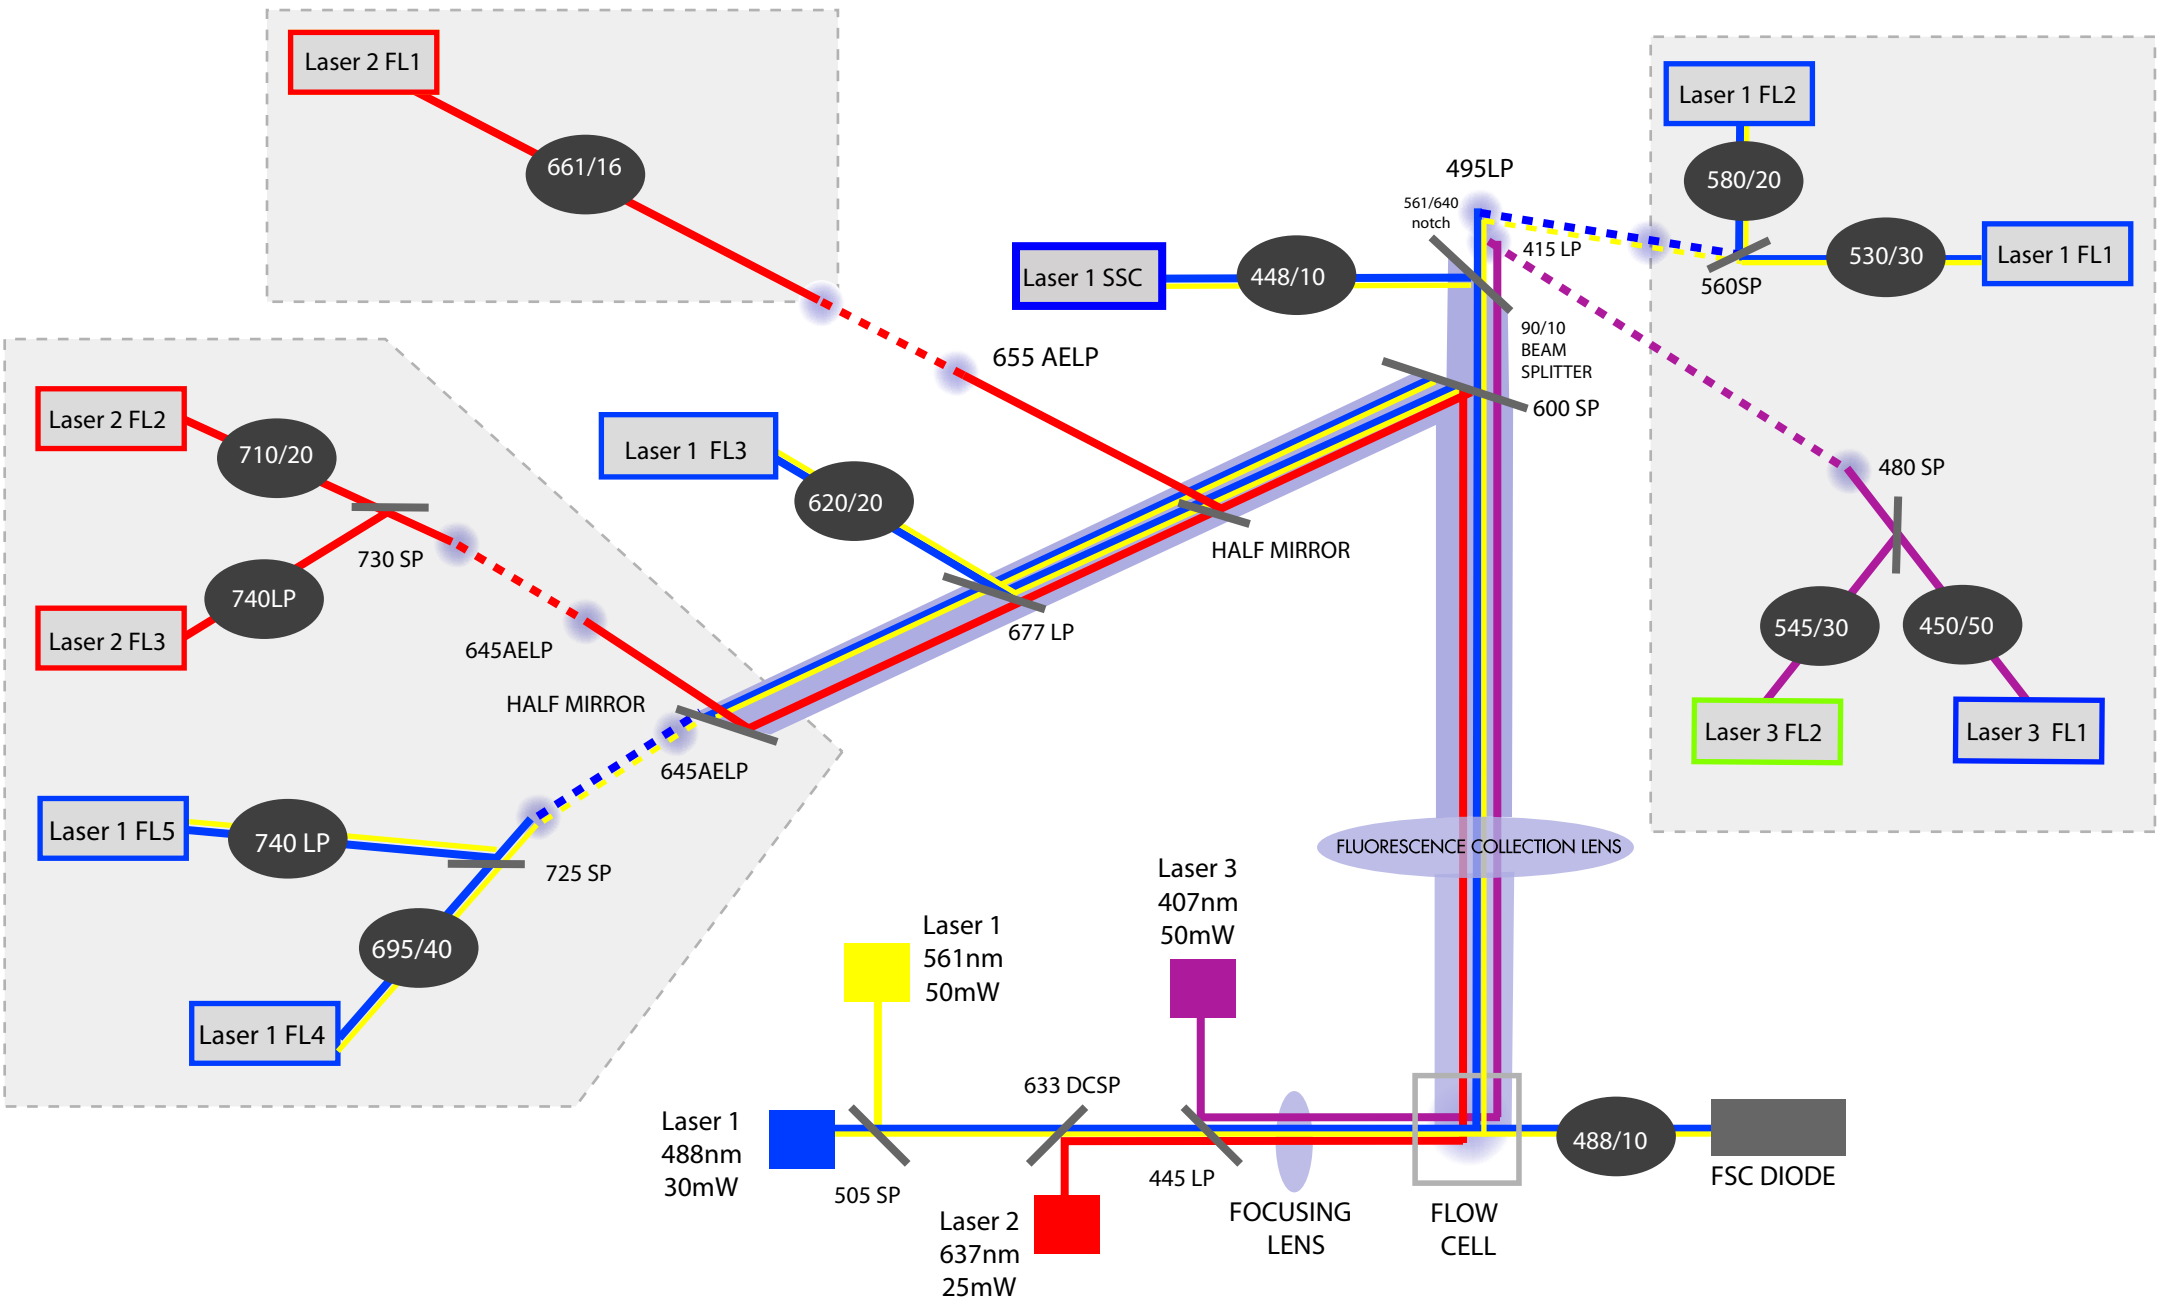 Laser 2 FL1
661/16
655 AELP
Laser 1 SSC
448/10
495LP
561/640
notch
415 LP
90/10
BEAM
SPLITTER
600 SP
Laser 1 FL2
580/20
530/30
Laser 1 FL1
560SP
480 SP
545/30
450/50
Laser 3 FL2
Laser 3 FL1
Laser 2 FL2
710/20
730 SP
740LP
Laser 2 FL3
645AELP
HALF MIRROR
645AELP
Laser 1 FL3
620/20
677 LP
HALF MIRROR
Laser 1 FL5
740 LP
725 SP
695/40
Laser 1 FL4
FLUORESCENCE COLLECTION LENS
Laser 3
407nm
50mW
Laser 1
561nm
50mW
633 DCSP
Laser 1
488nm
30mW
505 SP
Laser 2
637nm
25mW
445 LP
FOCUSING
LENS
FLOW
CELL
488/10
FSC DIODE